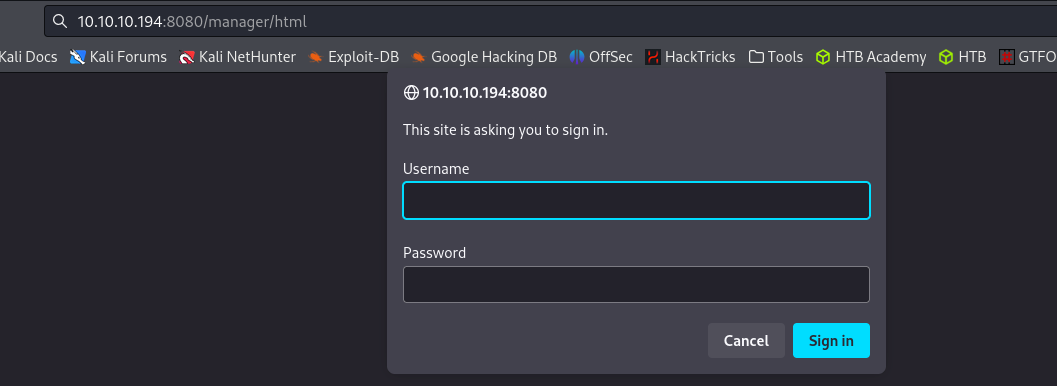 10.10.10.194:8080/manager/html
Kali Docs Kali Forums Kali NetHunter Exploit-DB Google Hacking DB OffSec HackTricks Tools HTB Academy HTB GTFO
10.10.10.194:8080
This site is asking you to sign in.
Username
Password
Cancel Sign in